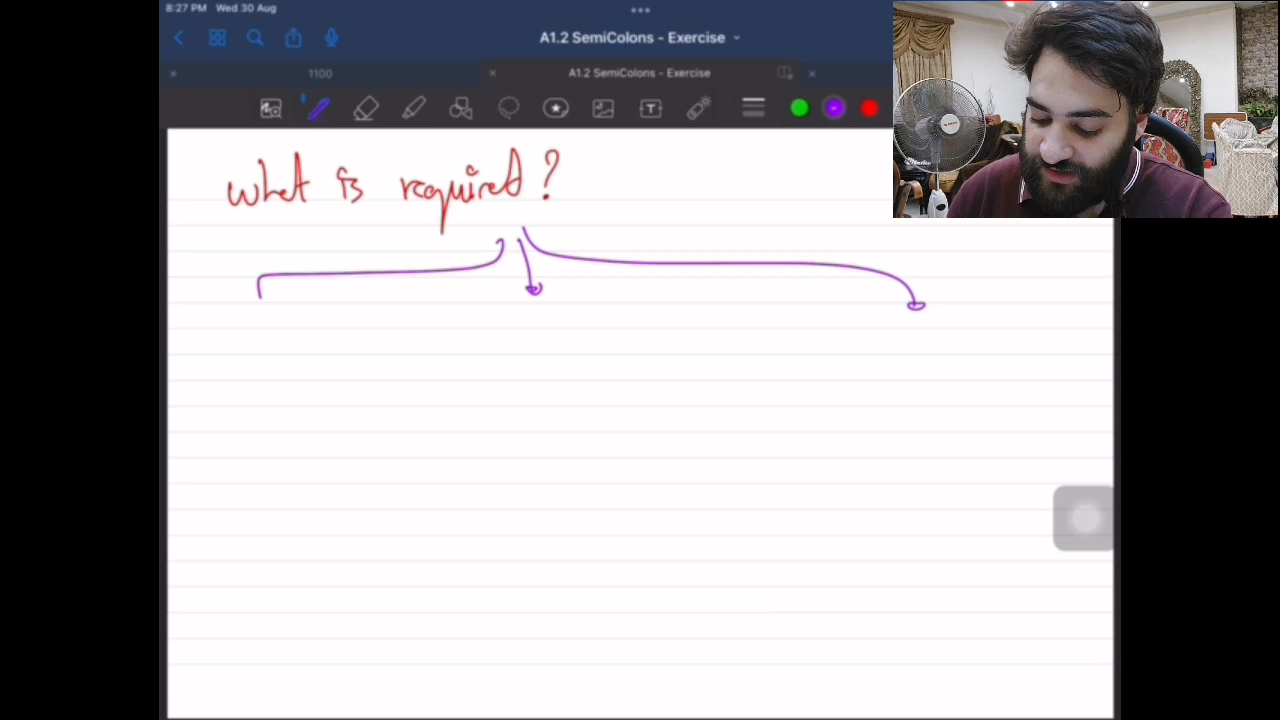 8:27 PM Wed 30 Aug
A1.2 SemiColons - Exercise
1100
A1.2 SemiColons - Exercise
T
what is required?